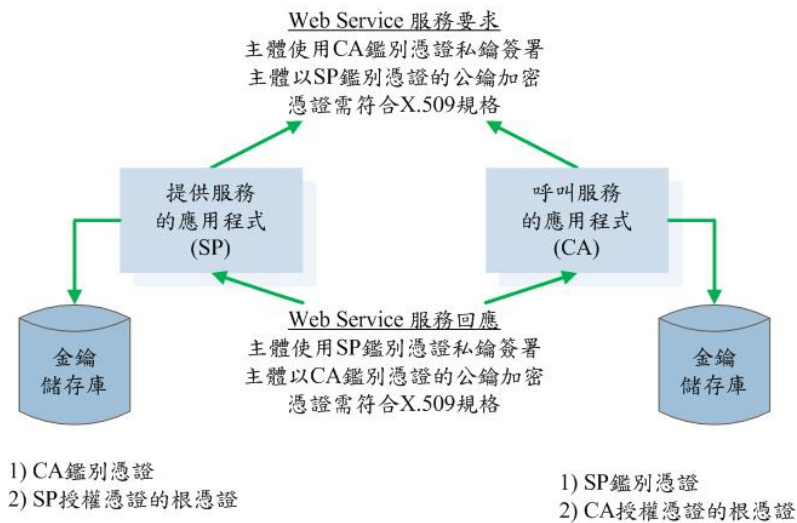 Web Service 服務要求
主體使用CA鑑別憑證私鑰簽署
主體以SP鑑別憑證的公鑰加密
憑證需符合X.509規格
提供服務
的應用程式
(SP)
呼叫服務
的應用程式
(CA)
Web Service 服務回應
主體使用SP鑑別憑證私鑰簽署
主體以CA鑑別憑證的公鑰加密
憑證需符合X.509規格
金鑰
儲存庫
金鑰
儲存庫
1) CA鑑別憑證
2) SP授權憑證的根憑證
1) SP鑑別憑證
2) CA授權憑證的根憑證